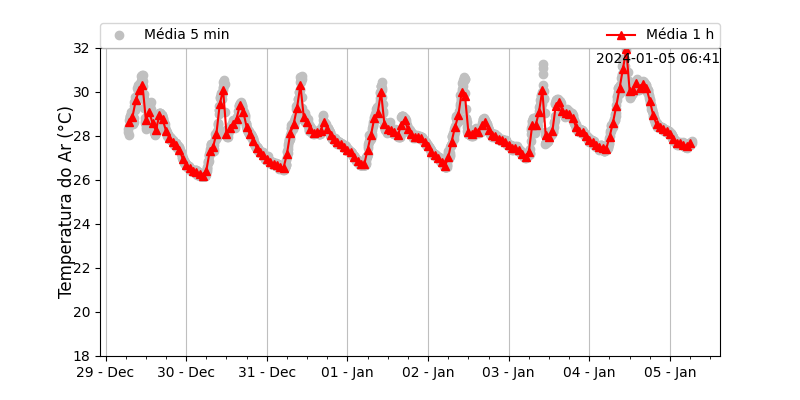 Média 5 min
Média 1 h
2024-01-05 06:41
Temperatura do Ar (°C)
32
30
28
26
24
22
20
18
29 - Dec
30 - Dec
31 - Dec
01 - Jan
02 - Jan
03 - Jan
04 - Jan
05 - Jan